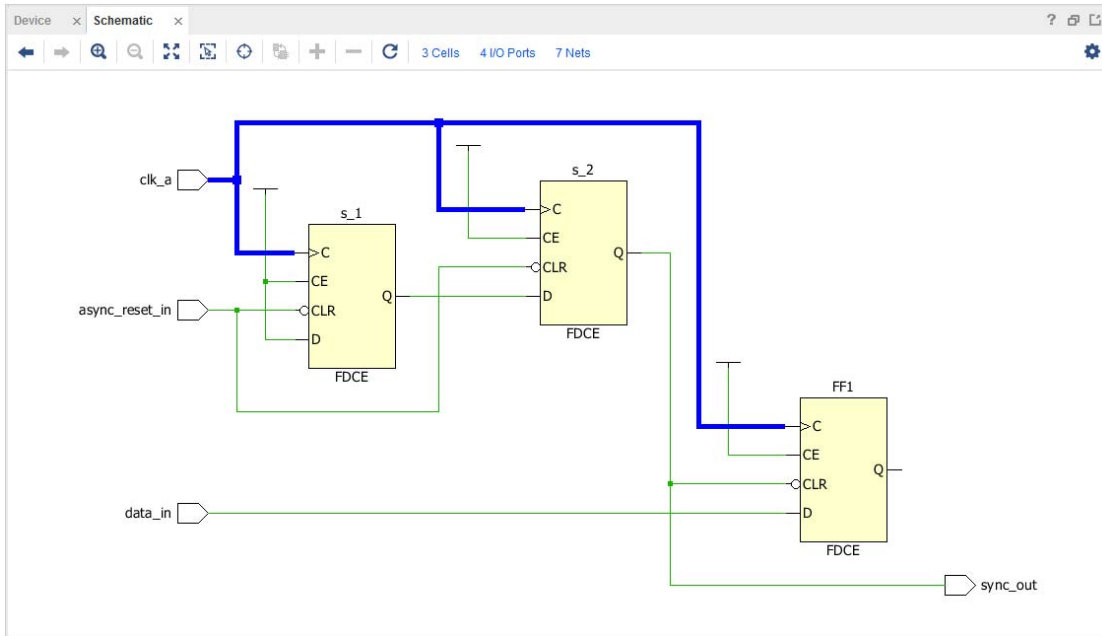 Device × Schematic × ?
3 Cells 4 I/O Ports 7 Nets
s_2
clk_a
C
s_1
CE
Q
C
CLR
CE
D
Q
async_reset_in
CLR
FDCE
D
FDCE
FF1
C
CE
Q
CLR
data_in
D
FDCE
sync_out